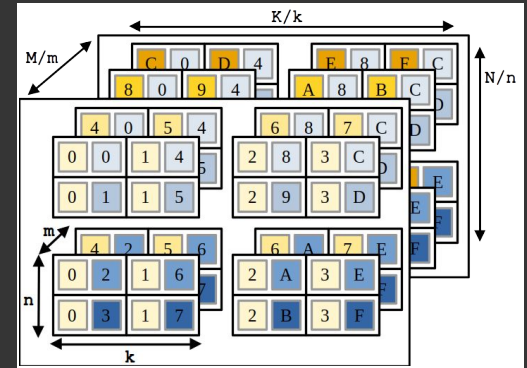 K/k
M/m
N/n
C 0 D 4 E 8 F C
8 0 9 4 A 8 B C D
4 0 5 4 6 8 7 C D
0 0 1 4 5 2 8 3 C D
0 1 1 5 2 9 3 D E
E
m
4 2 5 6 6 A 7 E F F
0 2 1 6 7 2 A 3 E F
n
0 3 1 7 2 B 3 F
k